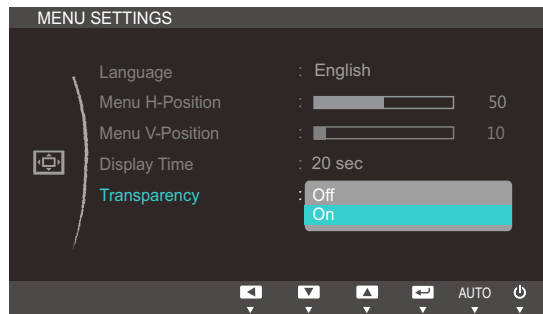 MENU SETTINGS
Language : English
Menu H-Position : 50
Menu V-Position : 10
Display Time : 20 sec
Transparency : Off
On
AUTO